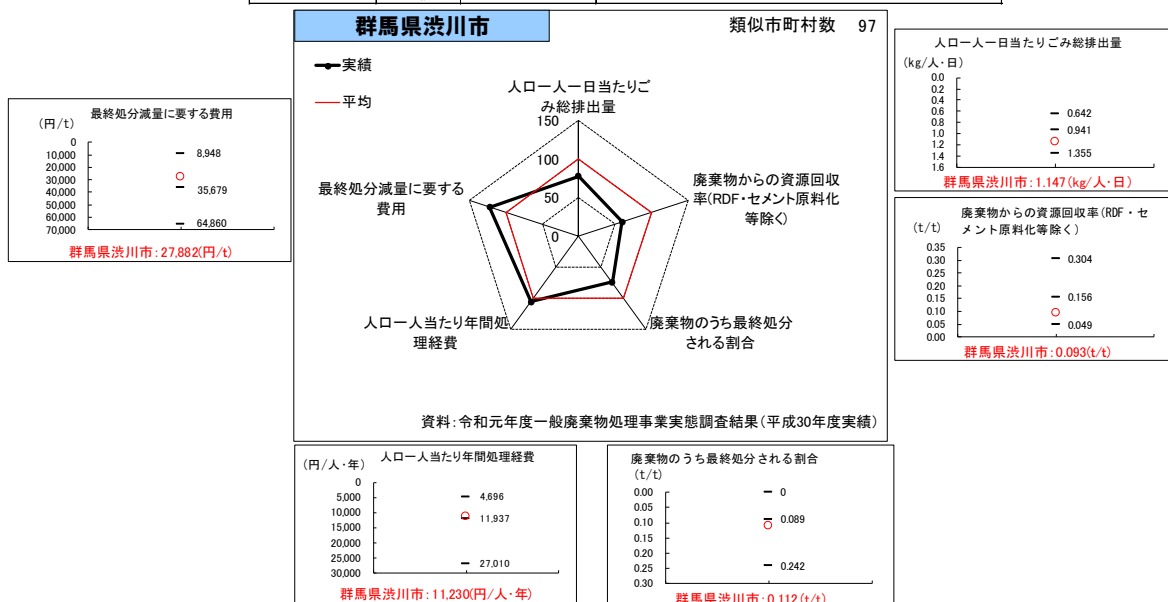 群馬県渋川市
類似市町村数 97
実績
平均
人口一人一日当たりご
み総排出量
廃棄物からの資源回収
率(RDF・セメント原料化
等除く)
廃棄物のうち最終処分
される割合
人口一人当たり年間処
理経費
最終処分減量に要する
費用
150
100
50
0
資料:令和元年度一般廃棄物処理事業実態調査結果(平成30年度実績)
最終処分減量に要する費用
(円/t)
0
10,000
20,000
30,000
40,000
50,000
60,000
70,000
8,948
35,679
64,860
群馬県渋川市:27,882(円/t)
人口一人一日当たりごみ総排出量
(kg/人・日)
0.0
0.2
0.4
0.6
0.8
1.0
1.2
1.4
1.6
0.642
0.941
1.355
群馬県渋川市:1.147(kg/人・日)
廃棄物からの資源回収率(RDF・セ
メント原料化等除く)
(t/t)
0.35
0.30
0.25
0.20
0.15
0.10
0.05
0.00
0.304
0.156
0.049
群馬県渋川市:0.093(t/t)
人口一人当たり年間処理経費
(円/人・年)
0
5,000
10,000
15,000
20,000
25,000
30,000
4,696
11,937
27,010
群馬県渋川市:11,230(円/人・年)
廃棄物のうち最終処分される割合
(t/t)
0.00
0.05
0.10
0.15
0.20
0.25
0.30
0
0.089
0.242
群馬県渋川市:0.112(t/t)